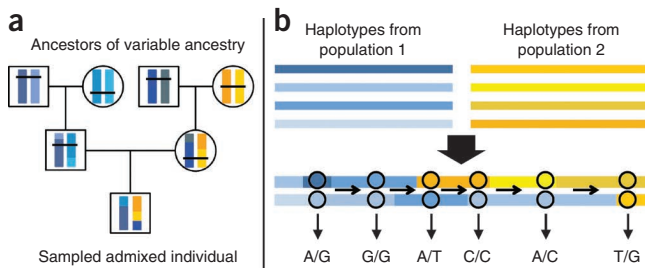 a
Ancestors of variable ancestry
Sampled admixed individual
b
Haplotypes from
population 1
Haplotypes from
population 2
A/G G/G A/T C/C A/C T/G